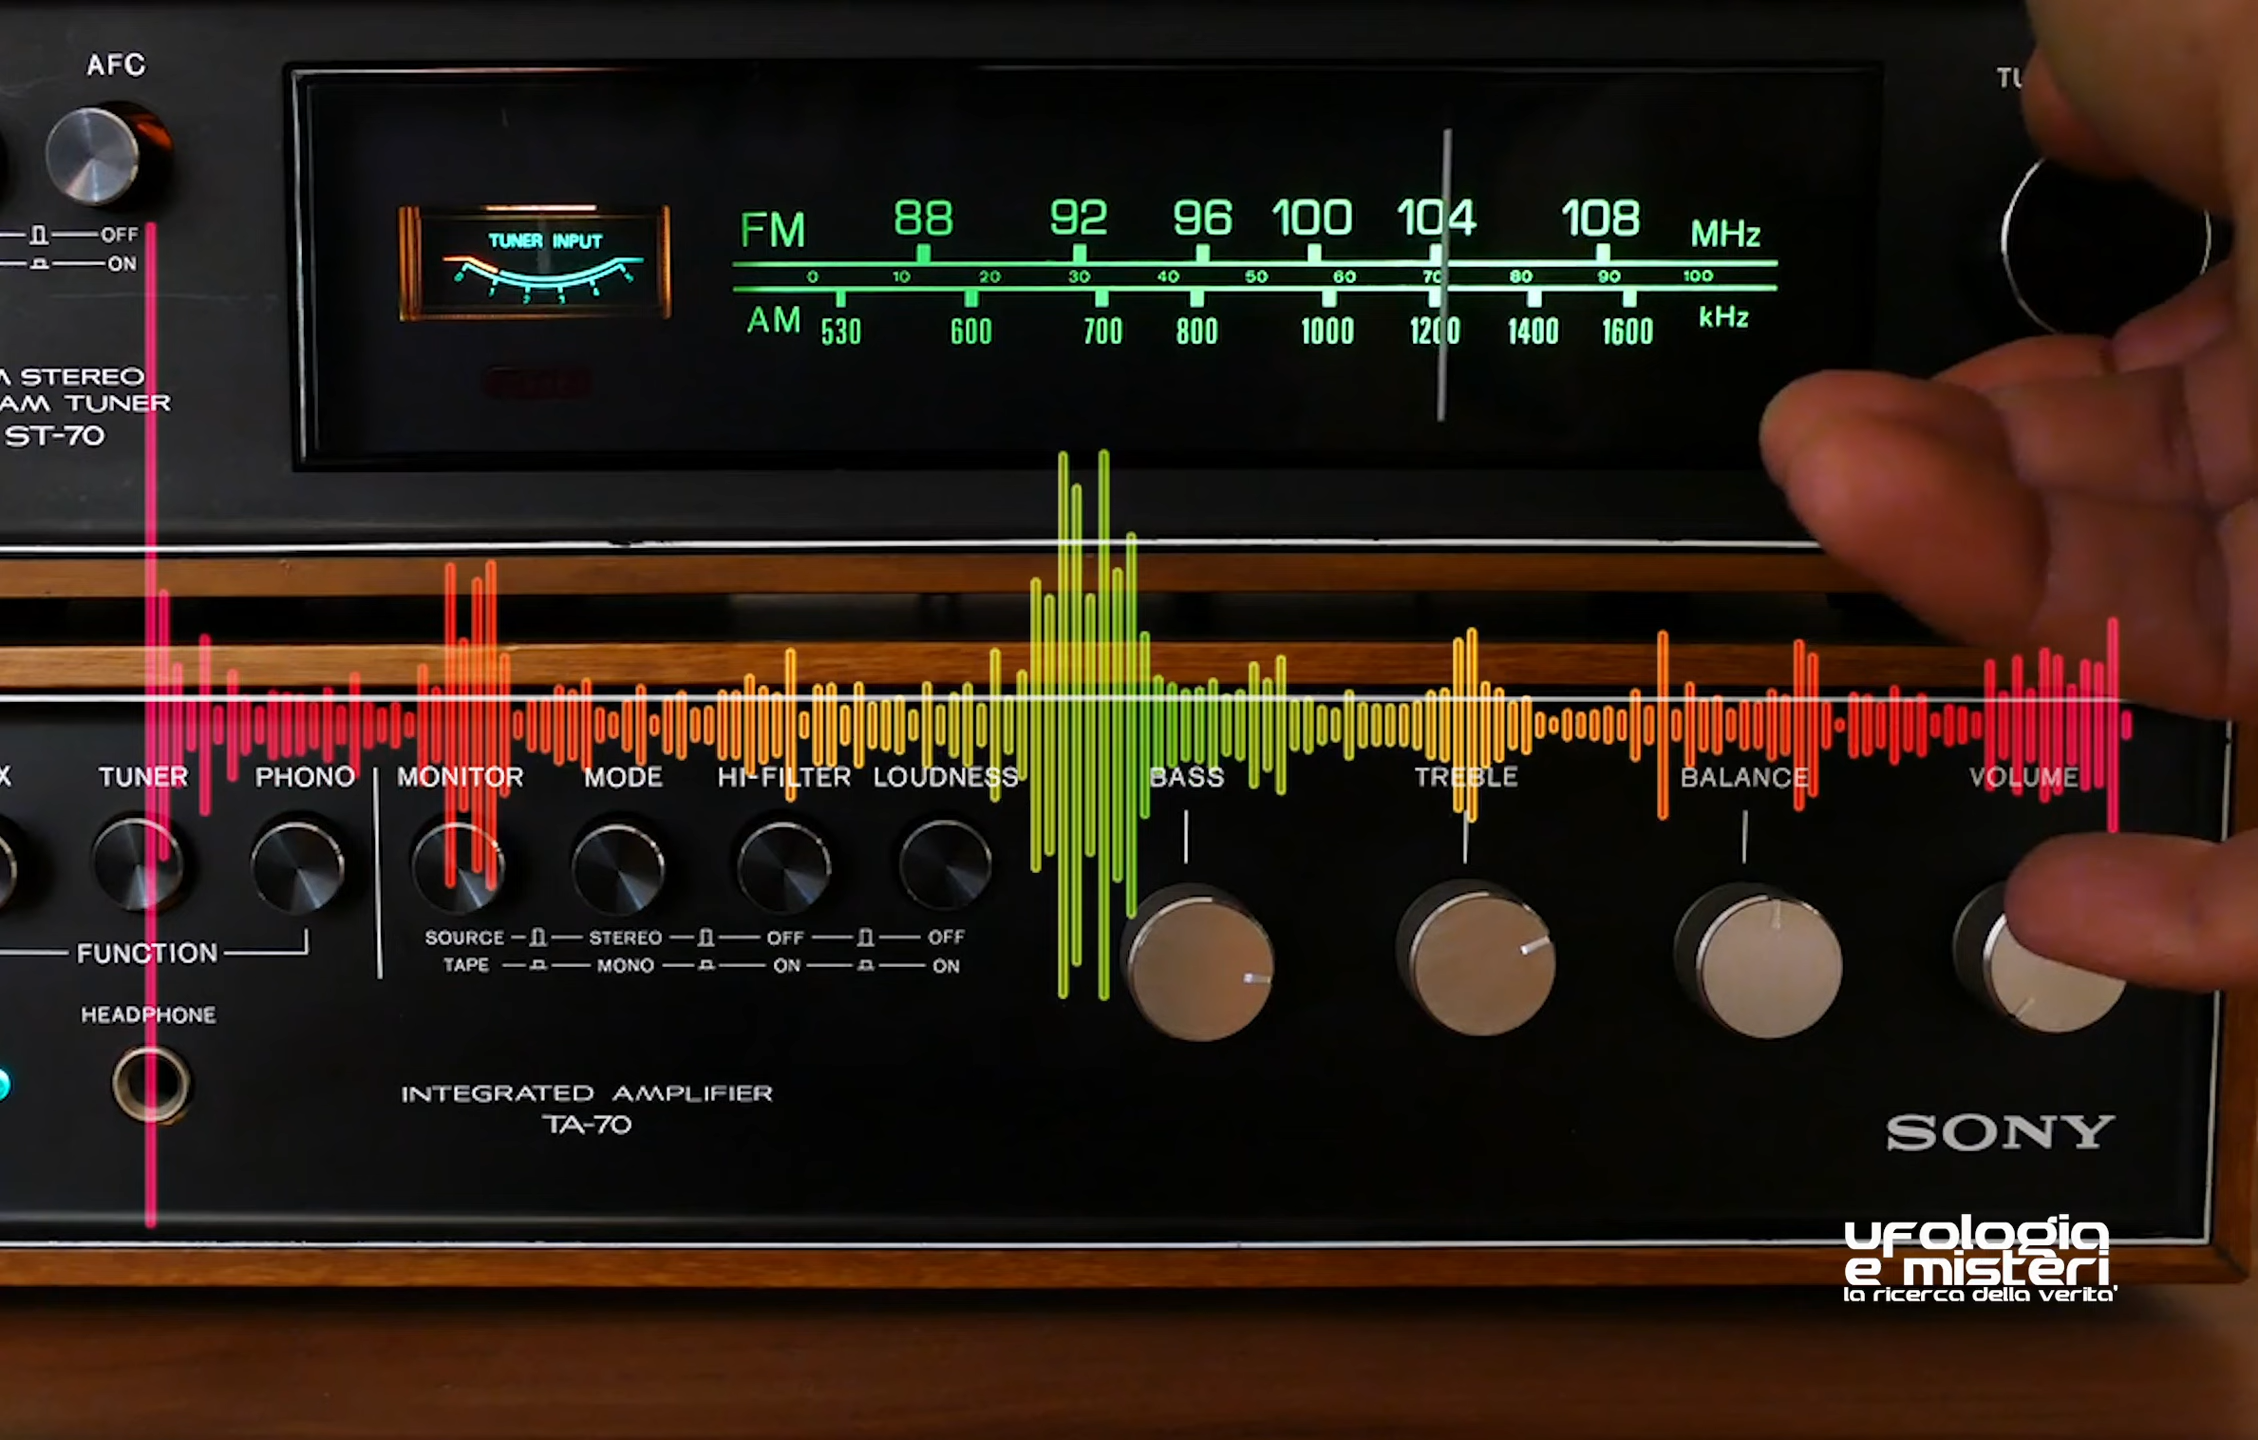 AFC
OFF
ON
STEREO
AM TUNER
ST-70
TUNER INPUT
FM 88 92 96 100 104 108 MHz
0 10 20 30 40 50 60 70 80 90 100
AM 530 600 700 800 1000 1200 1400 1600 kHz
TUNER PHONO MONITOR MODE HI-FILTER LOUDNESS BASS TREBLE BALANCE VOLUME
SOURCE STEREO OFF OFF
TAPE MONO ON ON
FUNCTION
HEADPHONE
INTEGRATED AMPLIFIER
TA-70
SONY
ufologia
e misteri
la ricerca della verita'